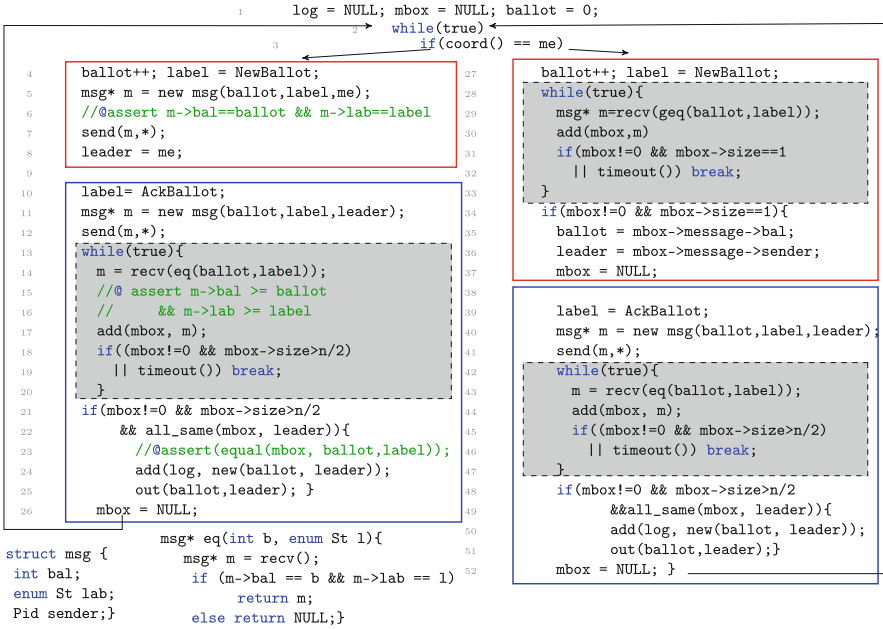 1 log = NULL; mbox = NULL; ballot = 0;
2 while(true)
3 if(coord() == me)
4 ballot++; label = NewBallot;
5 msg* m = new msg(ballot,label,me);
6 //@assert m->bal==ballot && m->lab==label
7 send(m,*);
8 leader = me;
9
10 label= AckBallot;
11 msg* m = new msg(ballot,label,leader);
12 send(m,*);
13 while(true){
14 m = recv(eq(ballot,label));
15 //@ assert m->bal >= ballot
16 // && m->lab >= label
17 add(mbox, m);
18 if((mbox!=0 && mbox->size>n/2)
19 || timeout()) break;
20 }
21 if(mbox!=0 && mbox->size>n/2
22 && all_same(mbox, leader)){
23 //@assert(equal(mbox, ballot,label));
24 add(log, new(ballot, leader));
25 out(ballot,leader); }
26 mbox = NULL;
27 ballot++; label = NewBallot;
28 while(true){
29 msg* m=recv(geq(ballot,label));
30 add(mbox,m)
31 if(mbox!=0 && mbox->size==1
32 || timeout()) break;
33 }
34 if(mbox!=0 && mbox->size==1){
35 ballot = mbox->message->bal;
36 leader = mbox->message->sender;
37 mbox = NULL;
38
39 label = AckBallot;
40 msg* m = new msg(ballot,label,leader);
41 send(m,*);
42 while(true){
43 m = recv(eq(ballot,label));
44 add(mbox, m);
45 if((mbox!=0 && mbox->size>n/2)
46 || timeout()) break;
47 }
48 if(mbox!=0 && mbox->size>n/2
49 &&all_same(mbox, leader)){
50 add(log, new(ballot, leader));
51 out(ballot,leader);}
52 mbox = NULL; }
struct msg {
int bal;
enum St lab;
Pid sender;}
msg* eq(int b, enum St l){
msg* m = recv();
if (m->bal == b && m->lab == l)
return m;
else return NULL;}